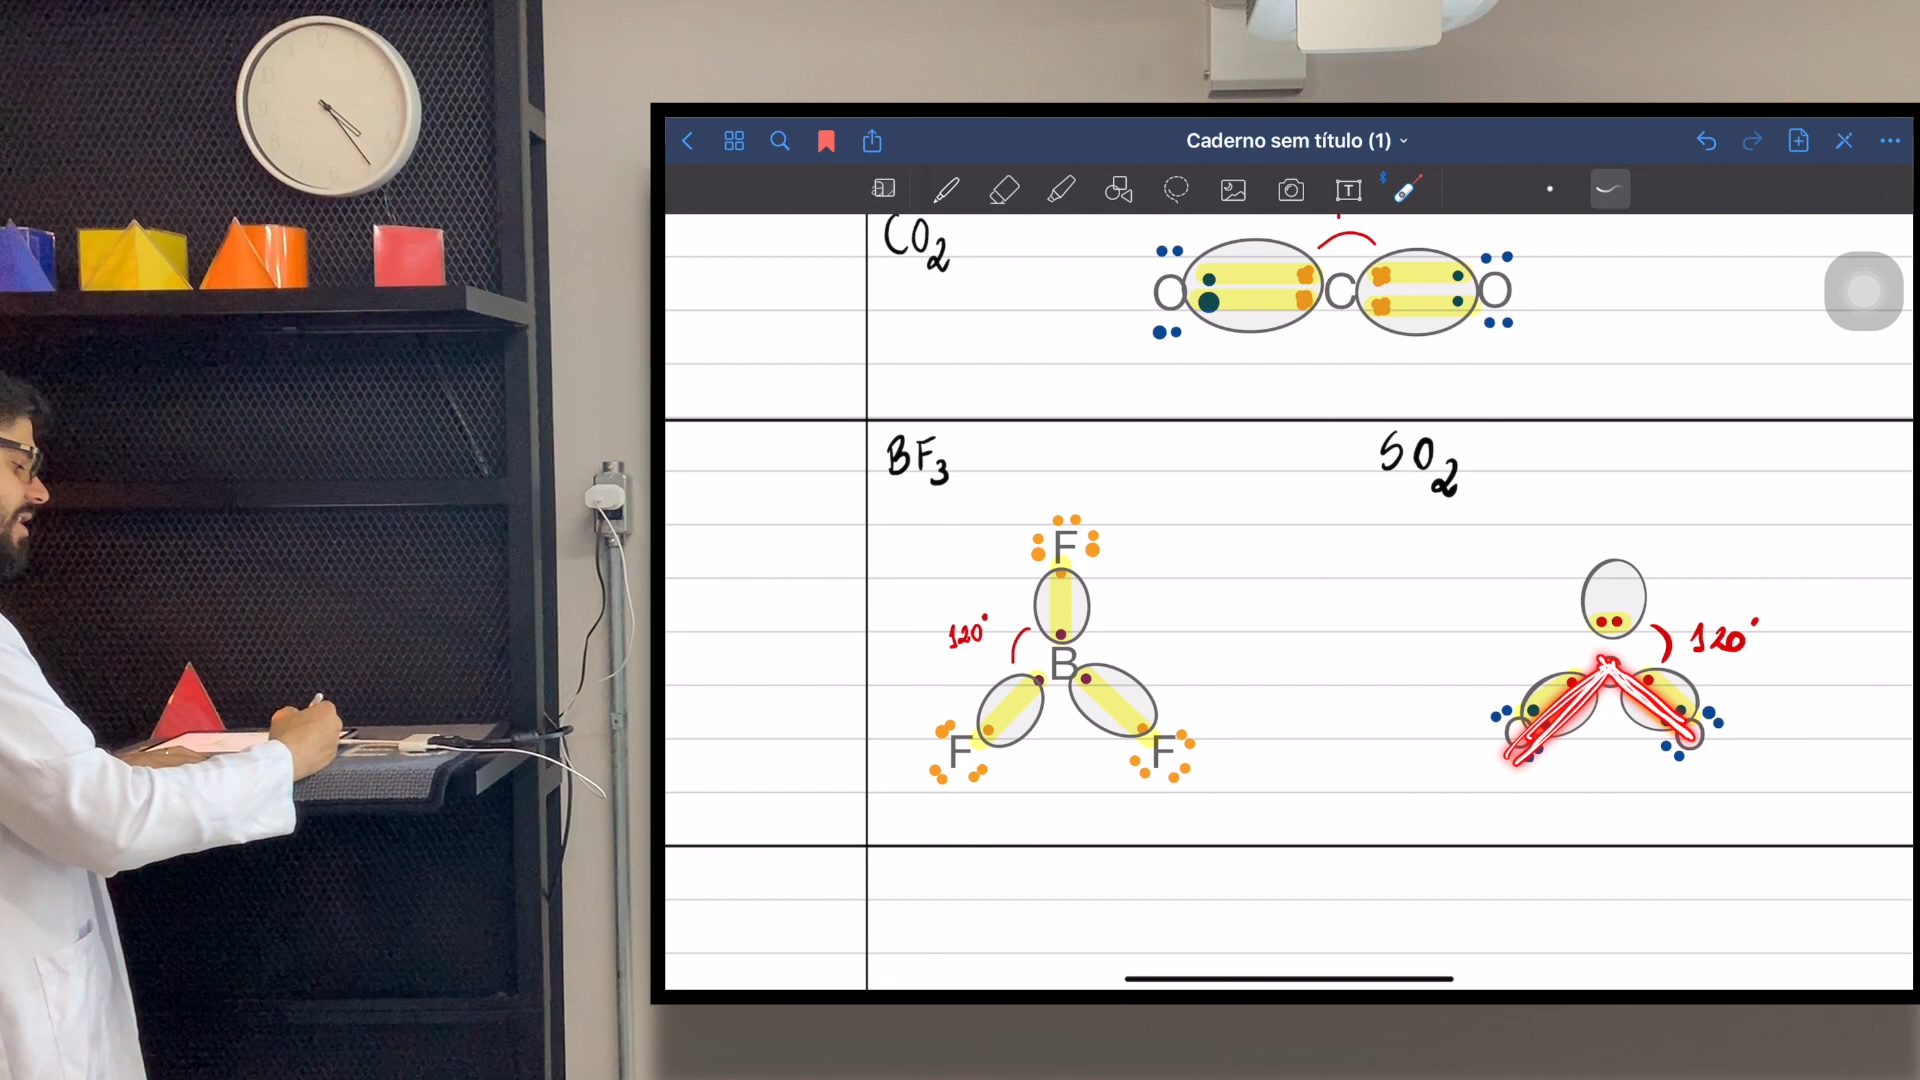 Caderno sem título (1)
T
CO2
O C O
BF3
SO2
F
120°
B
120°
F F
O O